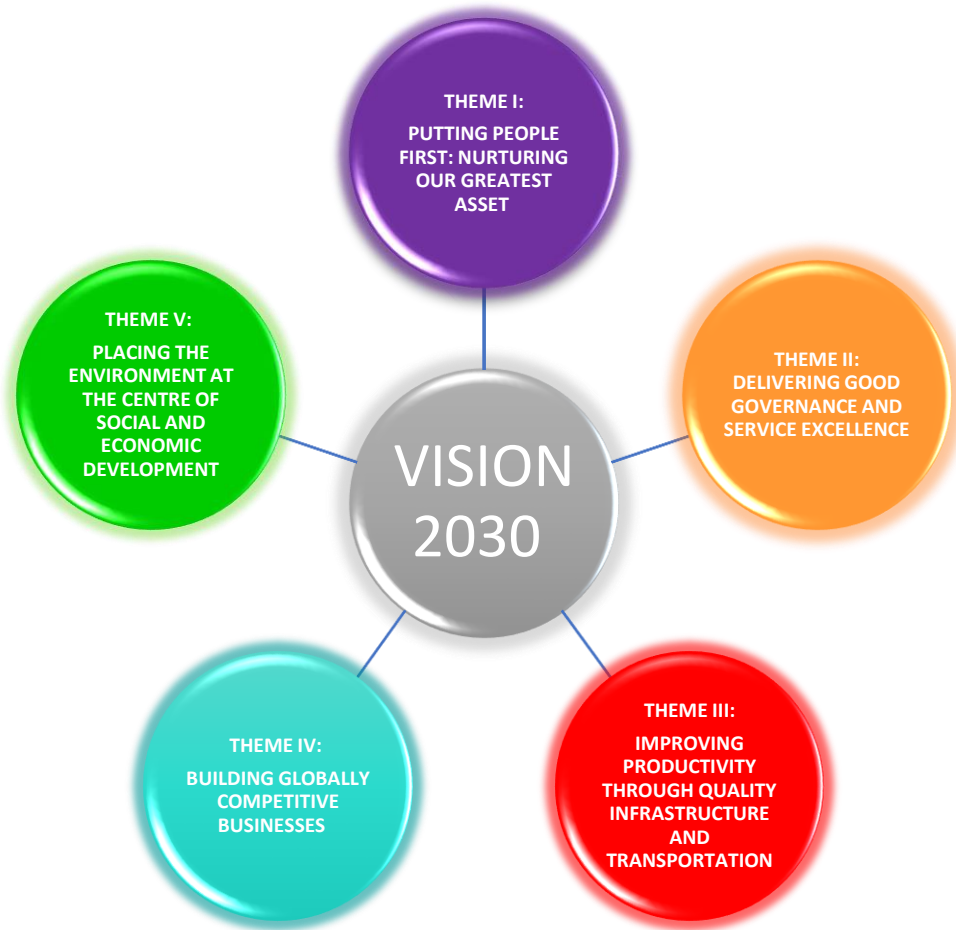 THEME I:
PUTTING PEOPLE
FIRST: NURTURING
OUR GREATEST
ASSET
THEME II:
DELIVERING GOOD
GOVERNANCE AND
SERVICE EXCELLENCE
THEME III:
IMPROVING
PRODUCTIVITY
THROUGH QUALITY
INFRASTRUCTURE
AND
TRANSPORTATION
THEME IV:
BUILDING GLOBALLY
COMPETITIVE
BUSINESSES
THEME V:
PLACING THE
ENVIRONMENT AT
THE CENTRE OF
SOCIAL AND
ECONOMIC
DEVELOPMENT
VISION
2030